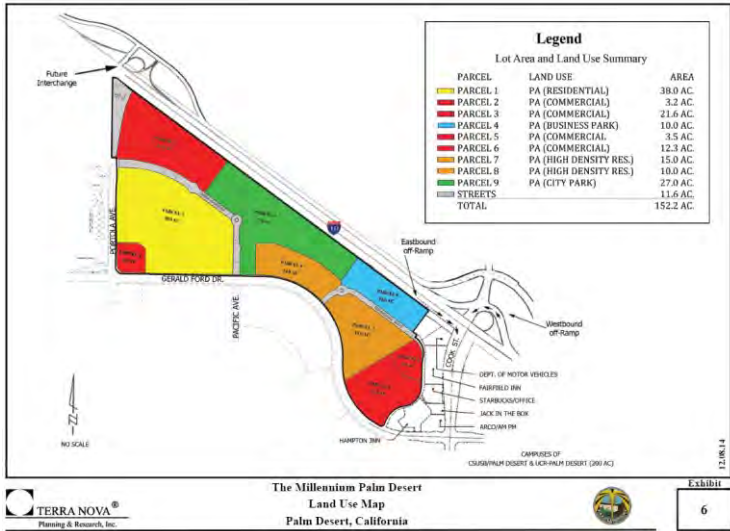 Future
Interchange
Legend
Lot Area and Land Use Summary
PARCEL LAND USE AREA
PARCEL 1 PA (RESIDENTIAL) 38.0 AC.
PARCEL 2 PA (COMMERCIAL) 3.2 AC.
PARCEL 3 PA (COMMERCIAL) 21.6 AC.
PARCEL 4 PA (BUSINESS PARK) 10.0 AC.
PARCEL 5 PA (COMMERCIAL 3.5 AC.
PARCEL 6 PA (COMMERCIAL) 12.3 AC.
PARCEL 7 PA (HIGH DENSITY RES.) 15.0 AC.
PARCEL 8 PA (HIGH DENSITY RES.) 10.0 AC.
PARCEL 9 PA (CITY PARK) 27.0 AC.
STREETS 11.6 AC.
TOTAL 152.2 AC.
PORTOLA AVE.
GERALD FORD DR.
PACIFIC AVE.
Eastbound
off-Ramp
Westbound
off-Ramp
COOK ST.
DEPT. OF MOTOR VEHICLES
FAIRFIELD INN
STARBUCKS/OFFICE
JACK IN THE BOX
ARCO/AM PM
HAMPTON INN
CAMPUSES OF
CSUSB/PALM DESERT & UCR-PALM DESERT (200 AC)
N
NO SCALE
12.08.14
TERRA NOVA®
Planning & Research, Inc.
The Millennium Palm Desert
Land Use Map
Palm Desert, California
Exhibit
6